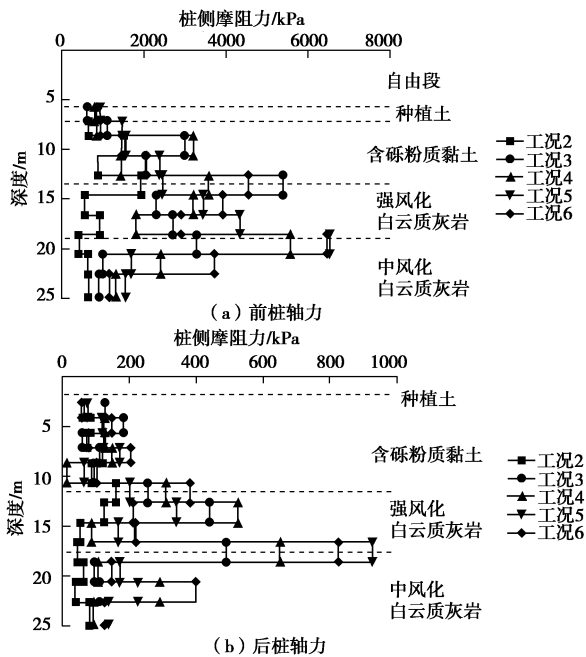 桩侧摩阻力/kPa
0 2000 4000 6000 8000
自由段
5
种植土
10
含砾粉质黏土
15
强风化
白云质灰岩
20
中风化
白云质灰岩
25
深度/m
工况2
工况3
工况4
工况5
工况6
（a）前桩轴力
桩侧摩阻力/kPa
0 200 400 600 800 1000
种植土
5
含砾粉质黏土
10
强风化
白云质灰岩
15
20
中风化
白云质灰岩
25
深度/m
工况2
工况3
工况4
工况5
工况6
（b）后桩轴力